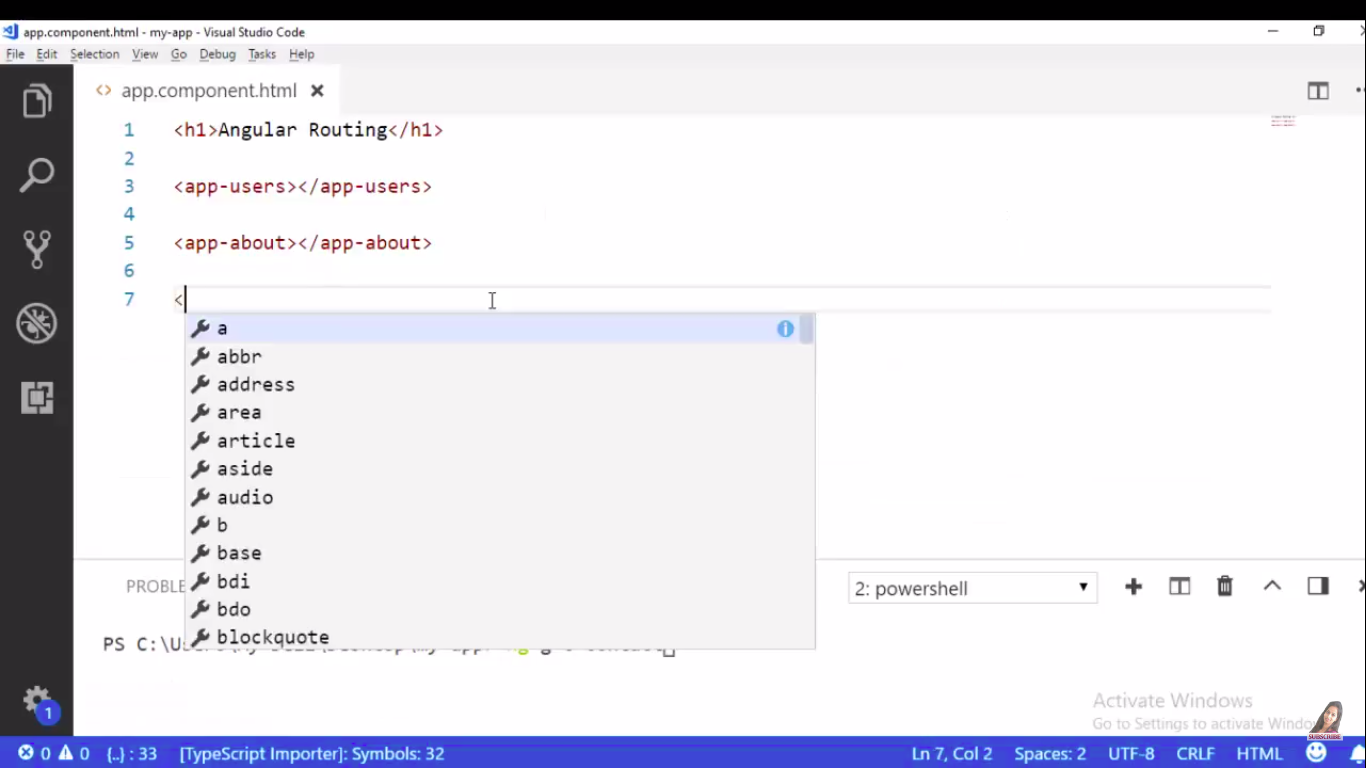 app.component.html - my-app - Visual Studio Code
File Edit Selection View Go Debug Tasks Help
<> app.component.html
1 <h1>Angular Routing</h1>
2
3 <app-users></app-users>
4
5 <app-about></app-about>
6
7 <
a
abbr
address
area
article
aside
audio
b
base
bdi
bdo
blockquote
PROBLE
2: powershell
PS C:\
Activate Windows
Go to Settings to activate Windo
SUBSCRIBE
1
0 0 {..} : 33 [TypeScript Importer]: Symbols: 32 Ln 7, Col 2 Spaces: 2 UTF-8 CRLF HTML